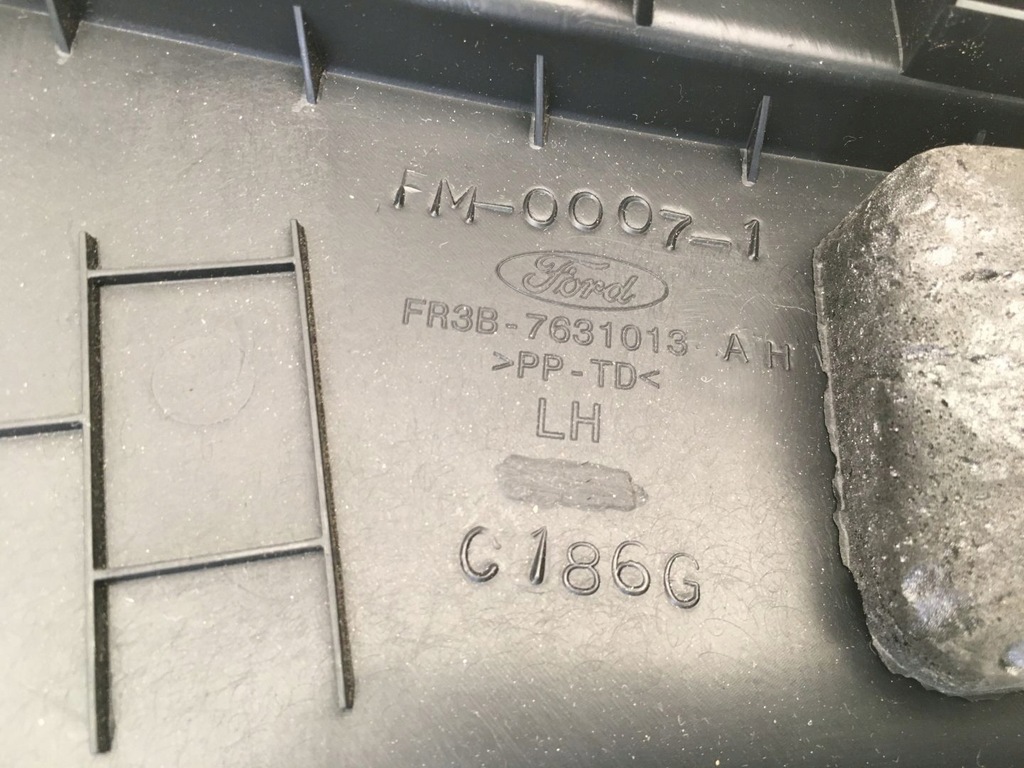 FM-0007-1
Ford
FR3B-7631013 AH
>PP-TD<
LH
C186G